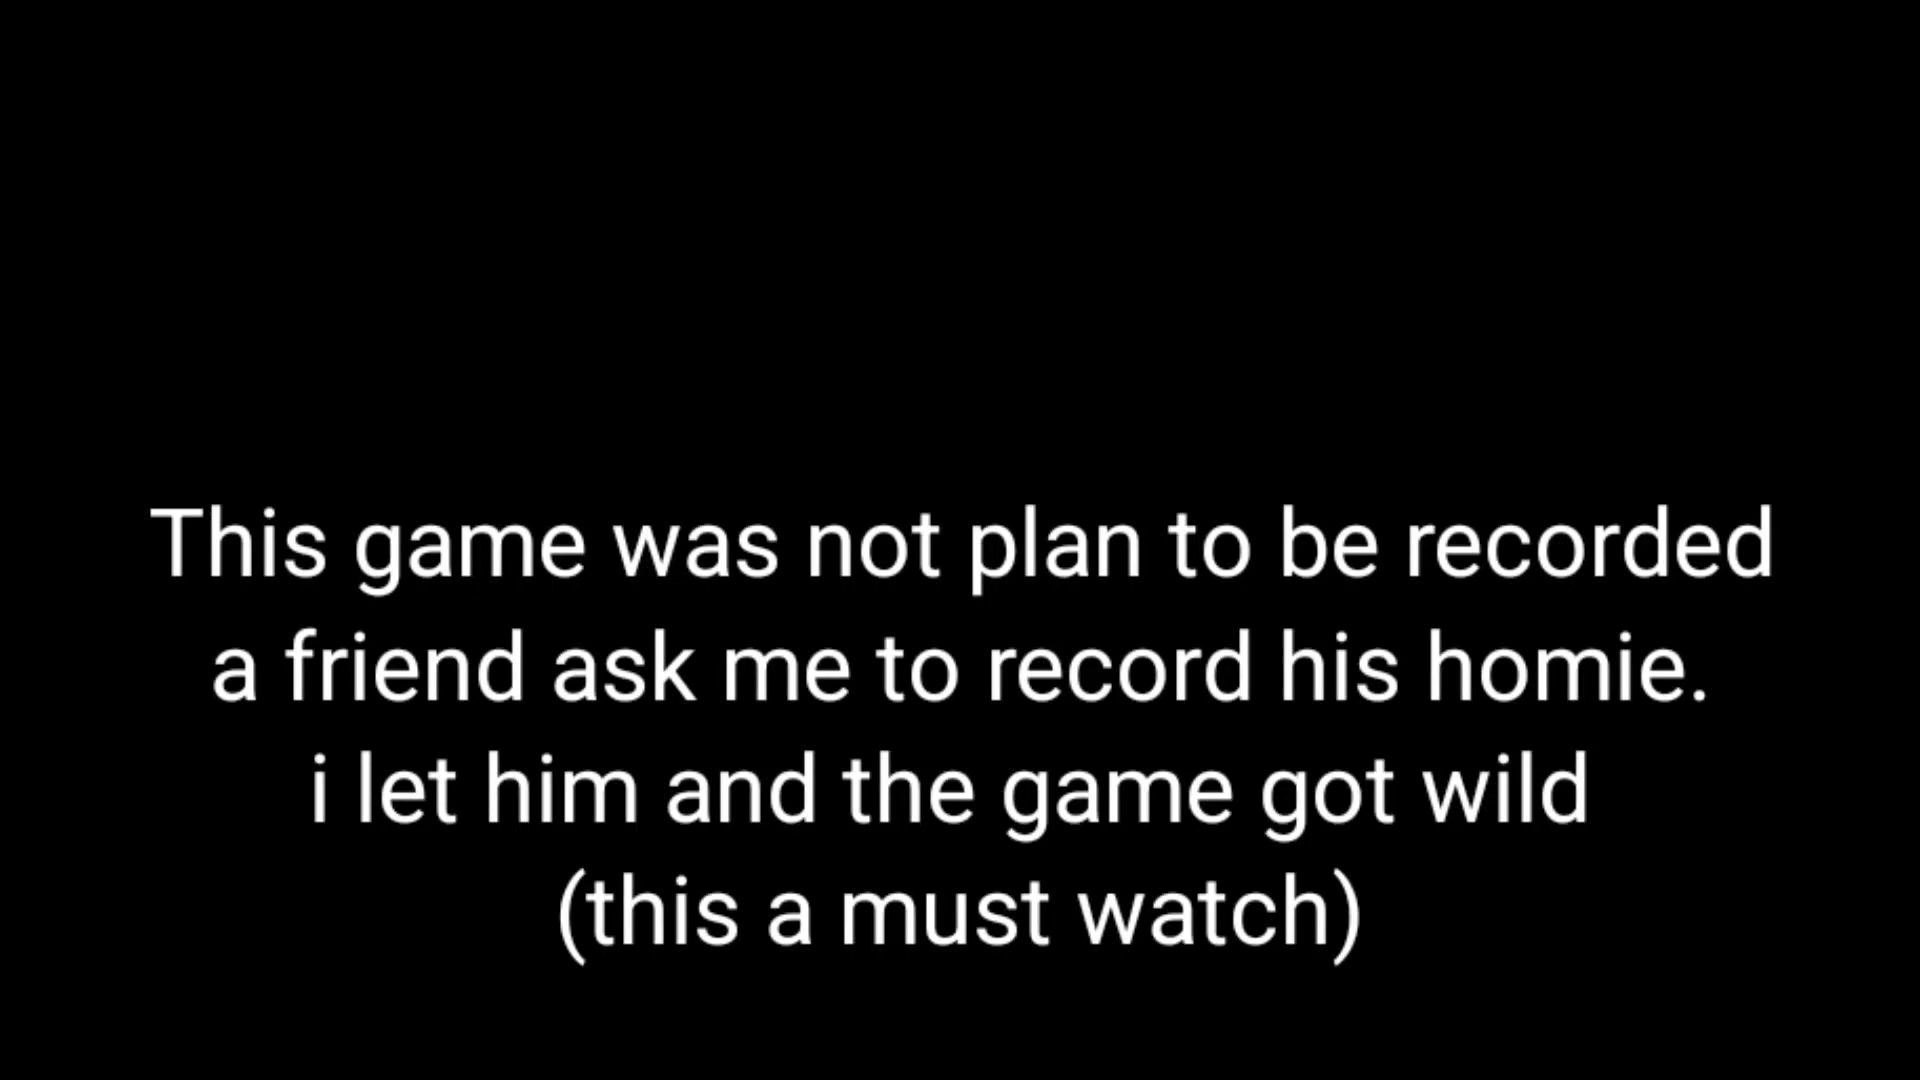 This game was not plan to be recorded
a friend ask me to record his homie.
i let him and the game got wild
(this a must watch)